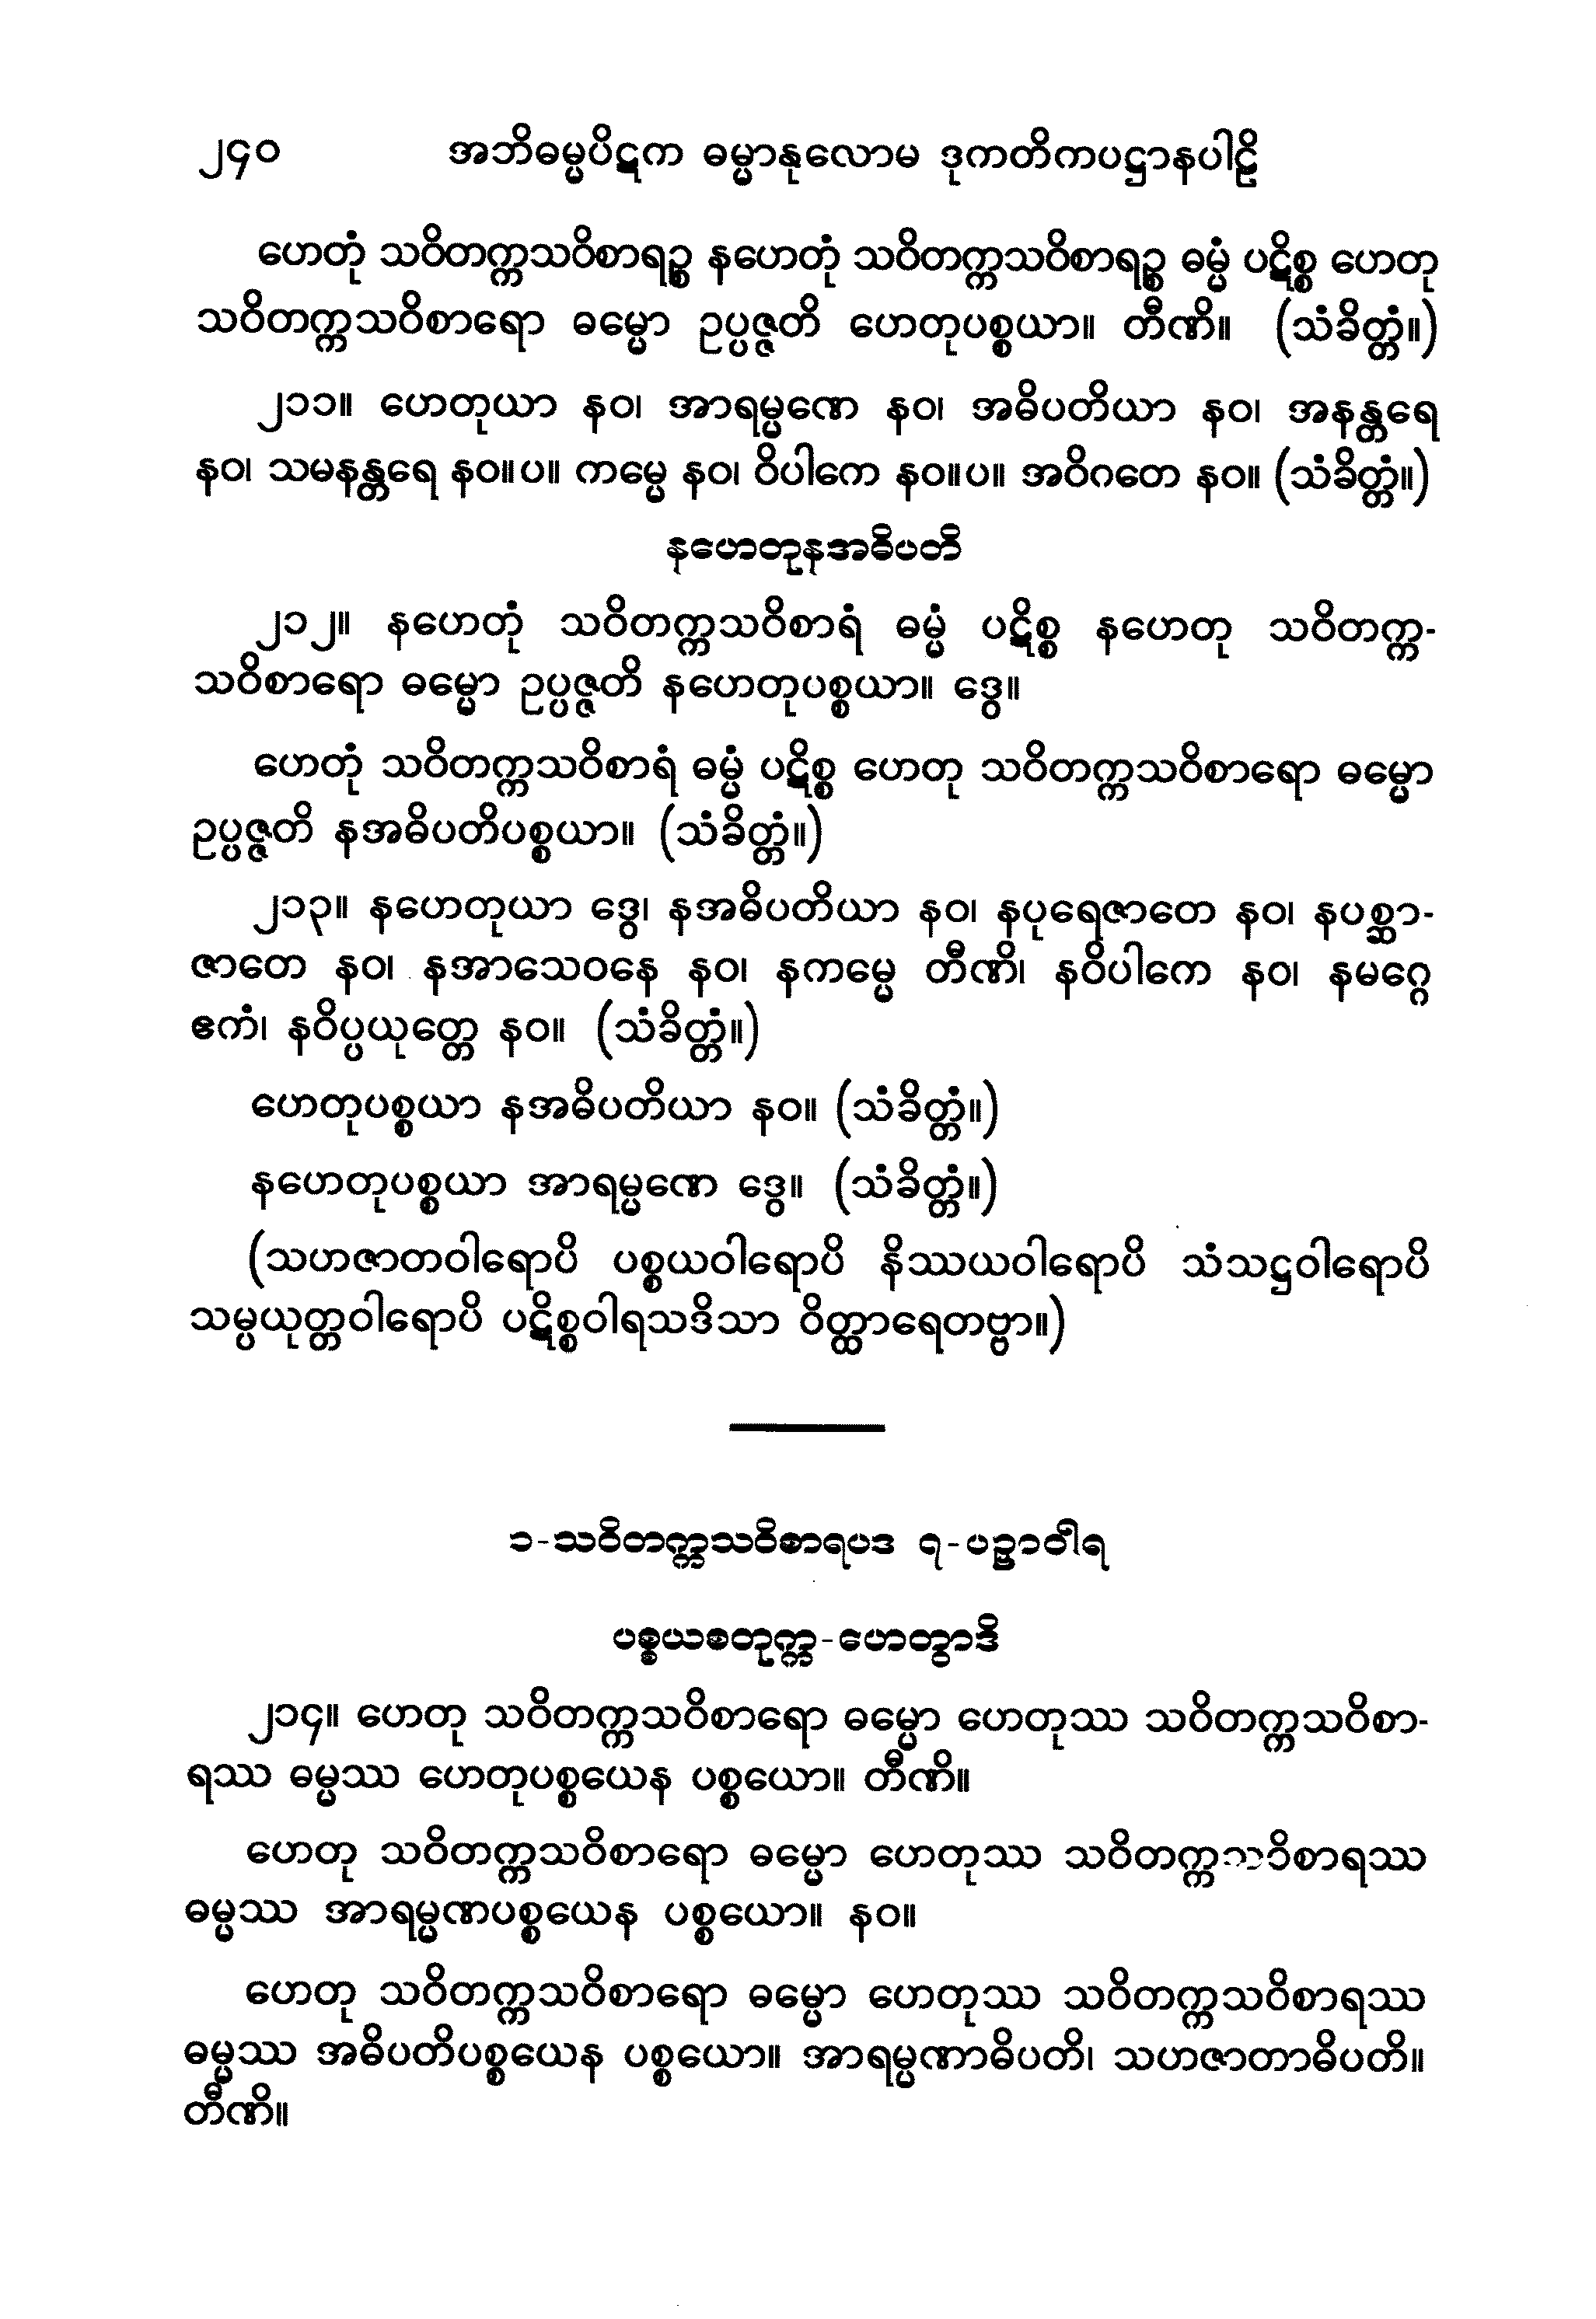 ၂၄၀ အဘိဓမ္မပိဋက ဓမ္မာနုလောမ ဒုကတိကပဋ္ဌာနပါဠိ
ဟေတုံ သဝိတက္ကသဝိစာရဉ္စ နဟေတုံ သဝိတက္ကသဝိစာရဉ္စ ဓမ္မံ ပဋိစ္စ ဟေတု
သဝိတက္ကသဝိစာရော ဓမ္မော ဥပ္ပဇ္ဇတိ ဟေတုပစ္စယာ။ တီဏိ။ (သံခိတ္တံ။)
၂၁၁။ ဟေတုယာ နဝ၊ အာရမ္မဏေ နဝ၊ အဓိပတိယာ နဝ၊ အနန္တရေ
နဝ၊ သမနန္တရေ နဝ။ပ။ ကမ္မေ နဝ၊ ဝိပါကေ နဝ။ပ။ အဝိဂတေ နဝ။ (သံခိတ္တံ။)
နဟေတုနအဓိပတိ
၂၁၂။ နဟေတုံ သဝိတက္ကသဝိစာရံ ဓမ္မံ ပဋိစ္စ နဟေတု သဝိတက္က-
သဝိစာရော ဓမ္မော ဥပ္ပဇ္ဇတိ နဟေတုပစ္စယာ။ ဒွေ။
ဟေတုံ သဝိတက္ကသဝိစာရံ ဓမ္မံ ပဋိစ္စ ဟေတု သဝိတက္ကသဝိစာရော ဓမ္မော
ဥပ္ပဇ္ဇတိ နအဓိပတိပစ္စယာ။ (သံခိတ္တံ။)
၂၁၃။ နဟေတုယာ ဒွေ၊ နအဓိပတိယာ နဝ၊ နပုရေဇာတေ နဝ၊ နပစ္ဆာ-
ဇာတေ နဝ၊ နအာသေဝနေ နဝ၊ နကမ္မေ တီဏိ၊ နဝိပါကေ နဝ၊ နမဂ္ဂေ
ဧကံ၊ နဝိပ္ပယုတ္တေ နဝ။ (သံခိတ္တံ။)
ဟေတုပစ္စယာ နအဓိပတိယာ နဝ။ (သံခိတ္တံ။)
နဟေတုပစ္စယာ အာရမ္မဏေ ဒွေ။ (သံခိတ္တံ။)
(သဟဇာတဝါရောပိ ပစ္စယဝါရောပိ နိဿယဝါရောပိ သံသဋ္ဌဝါရောပိ
သမ္ပယုတ္တဝါရောပိ ပဋိစ္စဝါရသဒိသာ ဝိတ္ထာရေတဗ္ဗာ။)
၁-သဝိတက္ကသဝိစာရပဒ ၇-ပဉှာဝါရ
ပစ္စယစတုက္က-ဟေတွာဒိ
၂၁၄။ ဟေတု သဝိတက္ကသဝိစာရော ဓမ္မော ဟေတုဿ သဝိတက္ကသဝိစာ-
ရဿ ဓမ္မဿ ဟေတုပစ္စယေန ပစ္စယော။ တီဏိ။
ဟေတု သဝိတက္ကသဝိစာရော ဓမ္မော ဟေတုဿ သဝိတက္ကသဝိစာရဿ
ဓမ္မဿ အာရမ္မဏပစ္စယေန ပစ္စယော။ နဝ။
ဟေတု သဝိတက္ကသဝိစာရော ဓမ္မော ဟေတုဿ သဝိတက္ကသဝိစာရဿ
ဓမ္မဿ အဓိပတိပစ္စယေန ပစ္စယော။ အာရမ္မဏာဓိပတိ၊ သဟဇာတာဓိပတိ။
တီဏိ။